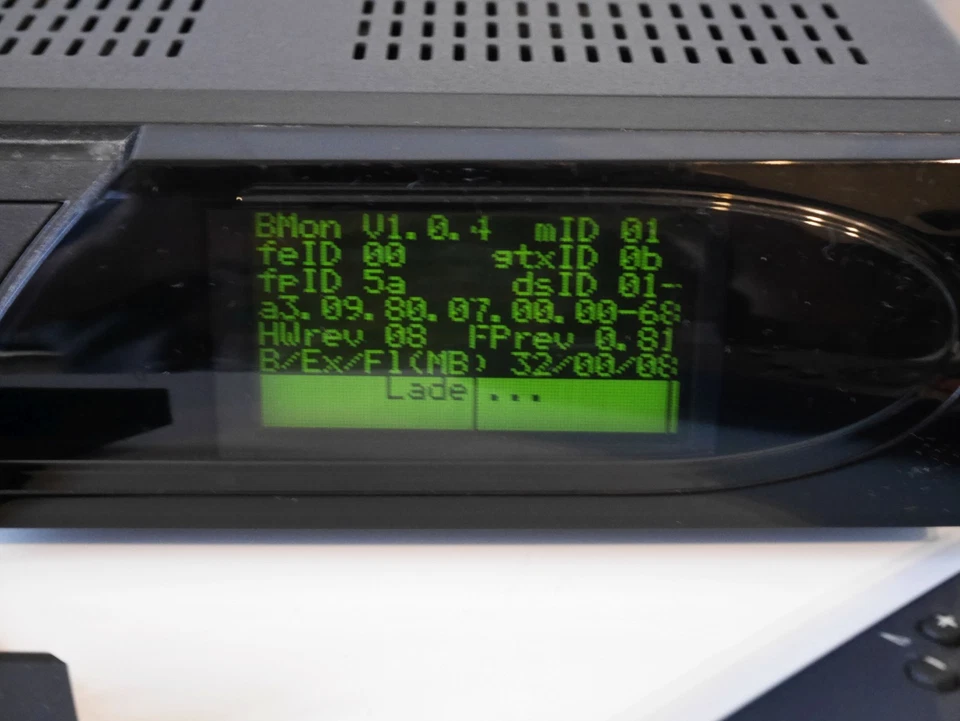 BMon V1.0.4 mID 01
feID 00 gtxID 0b
fpID 5a dsID 01-
a3.09.80.07.00.00-68
HWrev 08 FPrev 0.81
B/Ex/Fl(MB) 32/00/08
Lade ...